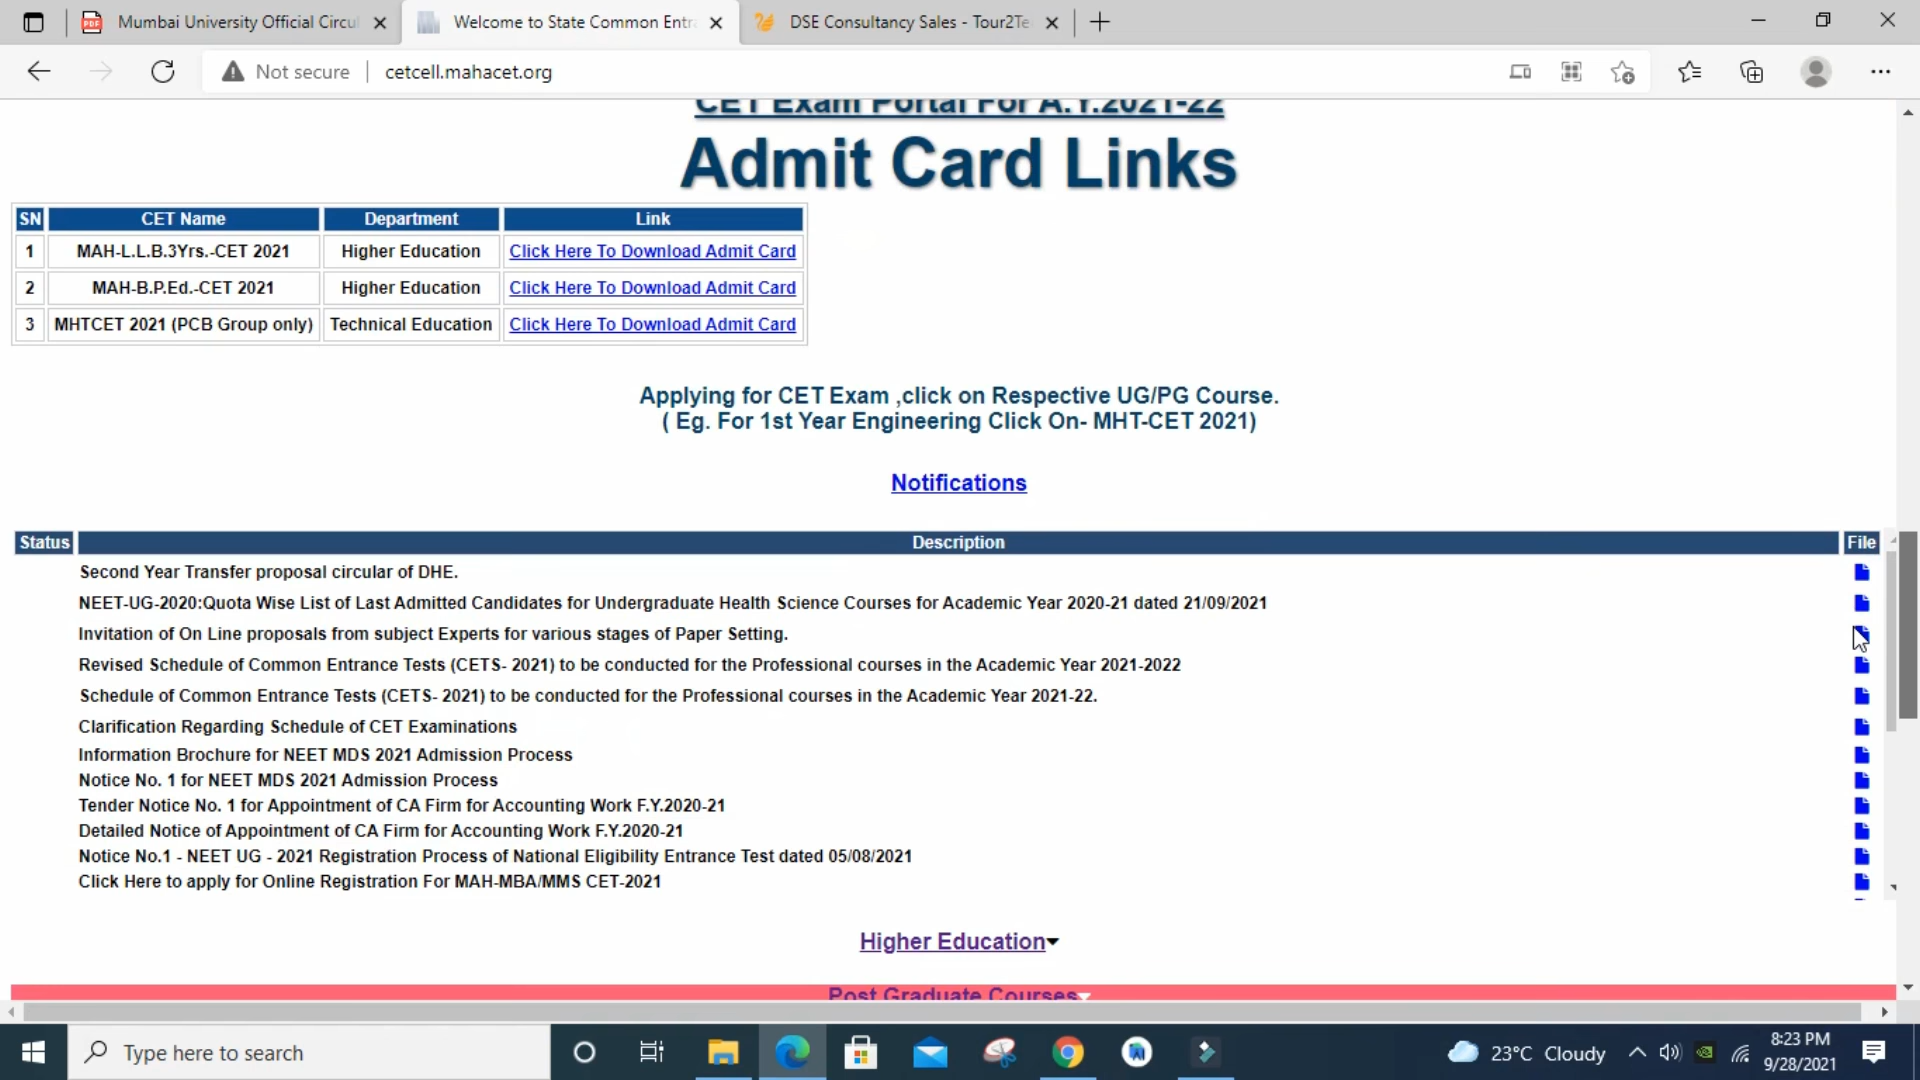 Mumbai University Official Circu
Welcome to State Common Entra
DSE Consultancy Sales - Tour2Te
Not secure
cetcell.mahacet.org
CET Exam Portal For A.Y.2021-22
Admit Card Links
SN CET Name Department Link
1 MAH-L.L.B.3Yrs.-CET 2021 Higher Education Click Here To Download Admit Card
2 MAH-B.P.Ed.-CET 2021 Higher Education Click Here To Download Admit Card
3 MHTCET 2021 (PCB Group only) Technical Education Click Here To Download Admit Card
Applying for CET Exam ,click on Respective UG/PG Course.
( Eg. For 1st Year Engineering Click On- MHT-CET 2021)
Notifications
Status Description File
Second Year Transfer proposal circular of DHE.
NEET-UG-2020:Quota Wise List of Last Admitted Candidates for Undergraduate Health Science Courses for Academic Year 2020-21 dated 21/09/2021
Invitation of On Line proposals from subject Experts for various stages of Paper Setting.
Revised Schedule of Common Entrance Tests (CETS- 2021) to be conducted for the Professional courses in the Academic Year 2021-2022
Schedule of Common Entrance Tests (CETS- 2021) to be conducted for the Professional courses in the Academic Year 2021-22.
Clarification Regarding Schedule of CET Examinations
Information Brochure for NEET MDS 2021 Admission Process
Notice No. 1 for NEET MDS 2021 Admission Process
Tender Notice No. 1 for Appointment of CA Firm for Accounting Work F.Y.2020-21
Detailed Notice of Appointment of CA Firm for Accounting Work F.Y.2020-21
Notice No.1 - NEET UG - 2021 Registration Process of National Eligibility Entrance Test dated 05/08/2021
Click Here to apply for Online Registration For MAH-MBA/MMS CET-2021
Higher Education
Post Graduate Courses
Type here to search
23°C Cloudy
8:23 PM
9/28/2021